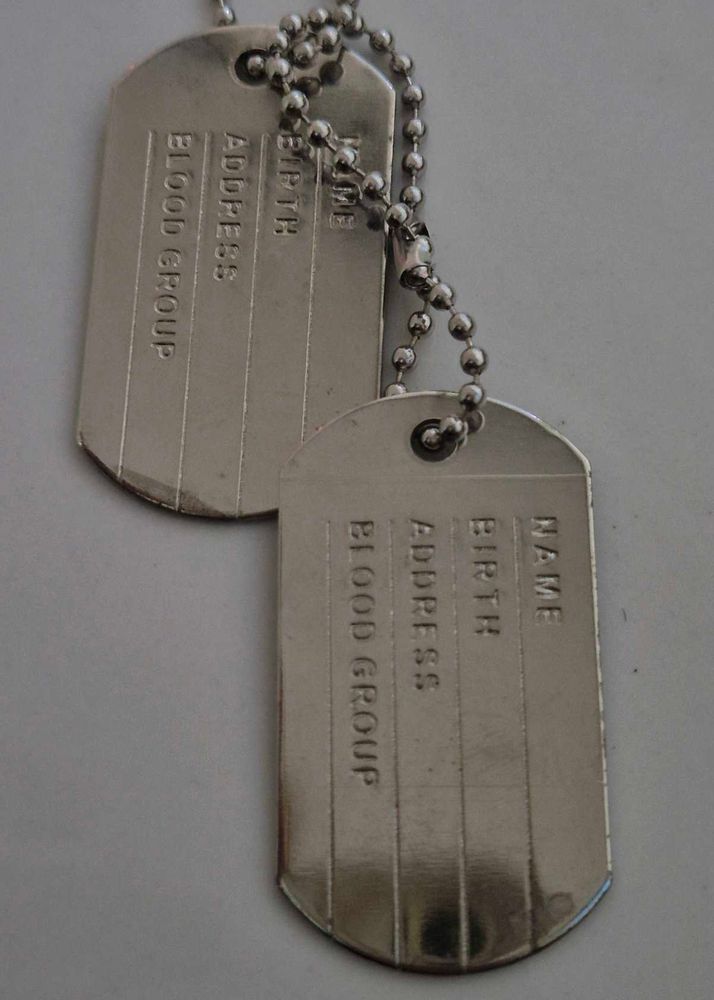 NAME
BIRTH
ADDRESS
BLOOD GROUP
NAME
BIRTH
ADDRESS
BLOOD GROUP